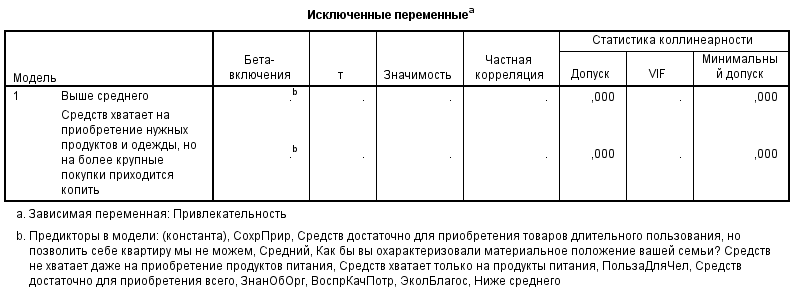 Исключенные переменныеa
Статистика коллинеарности
Модель Бета-включения т Значимость Частная корреляция Допуск VIF Минимальный допуск
1 Выше среднего .b . . . ,000 . ,000
Средств хватает на
приобретение нужных
продуктов и одежды, но
на более крупные
покупки приходится
копить .b . . . ,000 . ,000
a. Зависимая переменная: Привлекательность
b. Предикторы в модели: (константа), СохрПрир, Средств достаточно для приобретения товаров длительного пользования, но
позволить себе квартиру мы не можем, Средний, Как бы вы охарактеризовали материальное положение вашей семьи? Средств
не хватает даже на приобретение продуктов питания, Средств хватает только на продукты питания, ПользаДляЧел, Средств
достаточно для приобретения всего, ЗнанОбОрг, ВоспрКачПотр, ЭколБлагос, Ниже среднего